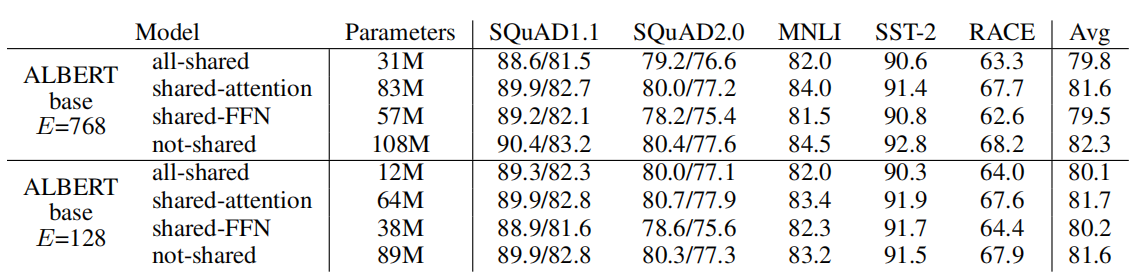 Model Parameters SQuAD1.1 SQuAD2.0 MNLI SST-2 RACE Avg
ALBERT base E=768
all-shared 31M 88.6/81.5 79.2/76.6 82.0 90.6 63.3 79.8
shared-attention 83M 89.9/82.7 80.0/77.2 84.0 91.4 67.7 81.6
shared-FFN 57M 89.2/82.1 78.2/75.4 81.5 90.8 62.6 79.5
not-shared 108M 90.4/83.2 80.4/77.6 84.5 92.8 68.2 82.3
ALBERT base E=128
all-shared 12M 89.3/82.3 80.0/77.1 82.0 90.3 64.0 80.1
shared-attention 64M 89.9/82.8 80.7/77.9 83.4 91.9 67.6 81.7
shared-FFN 38M 88.9/81.6 78.6/75.6 82.3 91.7 64.4 80.2
not-shared 89M 89.9/82.8 80.3/77.3 83.2 91.5 67.9 81.6